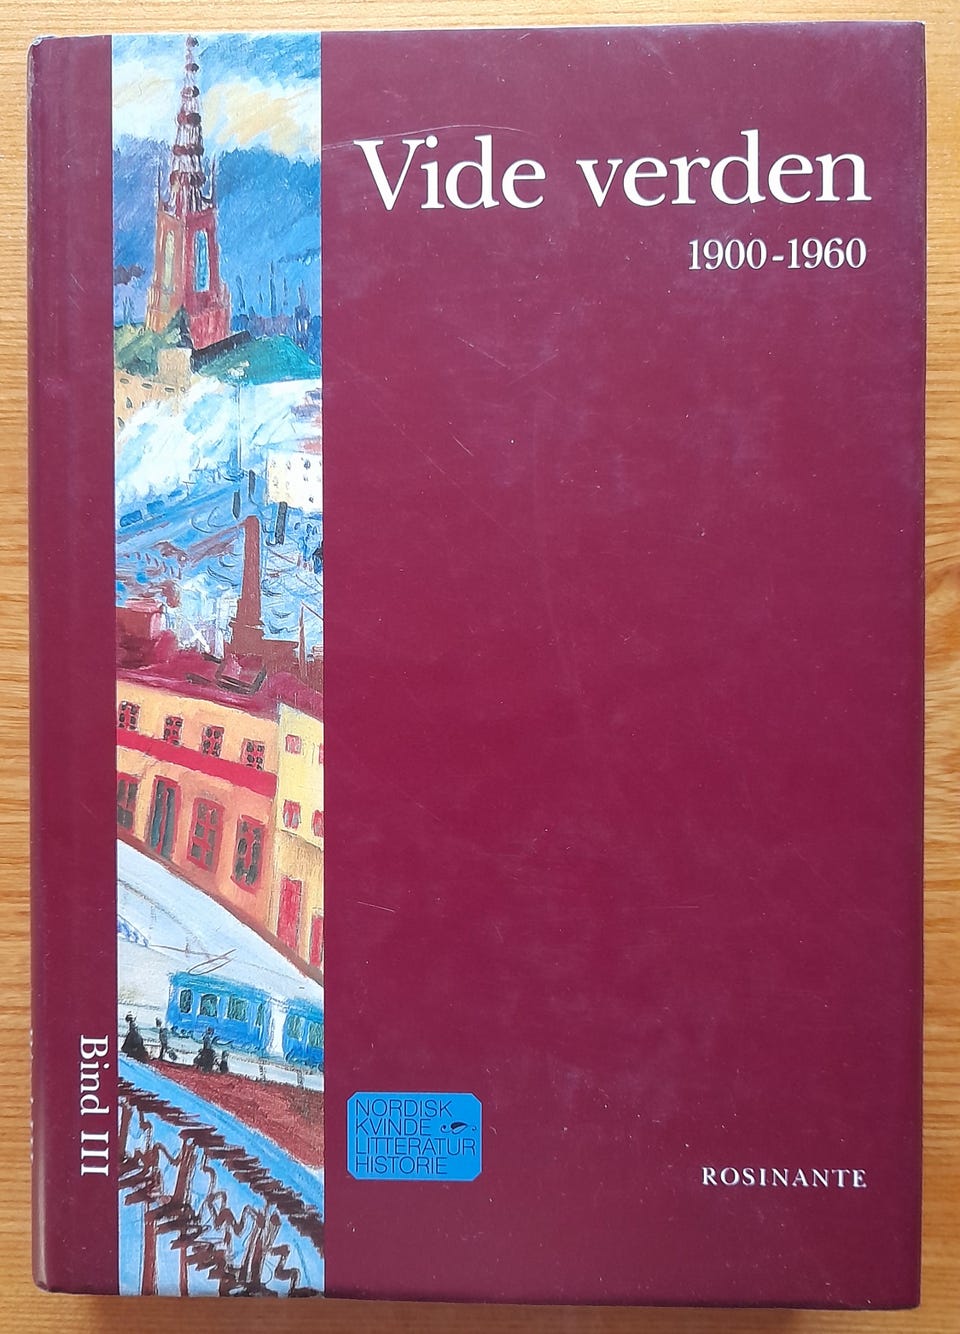 Vide verden
1900-1960
Bind III
NORDISK
KVINDE
LITTERATUR
HISTORIE
ROSINANTE